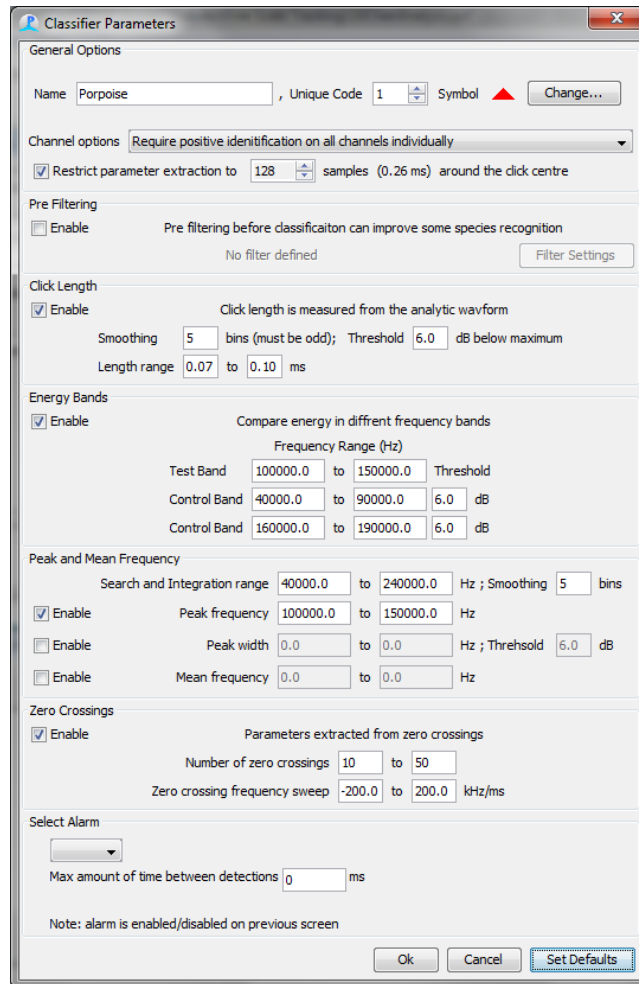 Classifier Parameters
General Options
Name Porpoise , Unique Code 1 Symbol Change...
Channel options Require positive idenitification on all channels individually
Restrict parameter extraction to 128 samples (0.26 ms) around the click centre
Pre Filtering
Enable Pre filtering before classificaiton can improve some species recognition
No filter defined Filter Settings
Click Length
Enable Click length is measured from the analytic wavform
Smoothing 5 bins (must be odd); Threshold 6.0 dB below maximum
Length range 0.07 to 0.10 ms
Energy Bands
Enable Compare energy in diffrent frequency bands
Frequency Range (Hz)
Test Band 100000.0 to 150000.0 Threshold
Control Band 40000.0 to 90000.0 6.0 dB
Control Band 160000.0 to 190000.0 6.0 dB
Peak and Mean Frequency
Search and Integration range 40000.0 to 240000.0 Hz ; Smoothing 5 bins
Enable Peak frequency 100000.0 to 150000.0 Hz
Enable Peak width 0.0 to 0.0 Hz ; Threhsold 6.0 dB
Enable Mean frequency 0.0 to 0.0 Hz
Zero Crossings
Enable Parameters extracted from zero crossings
Number of zero crossings 10 to 50
Zero crossing frequency sweep -200.0 to 200.0 kHz/ms
Select Alarm
Max amount of time between detections 0 ms
Note: alarm is enabled/disabled on previous screen
Ok Cancel Set Defaults